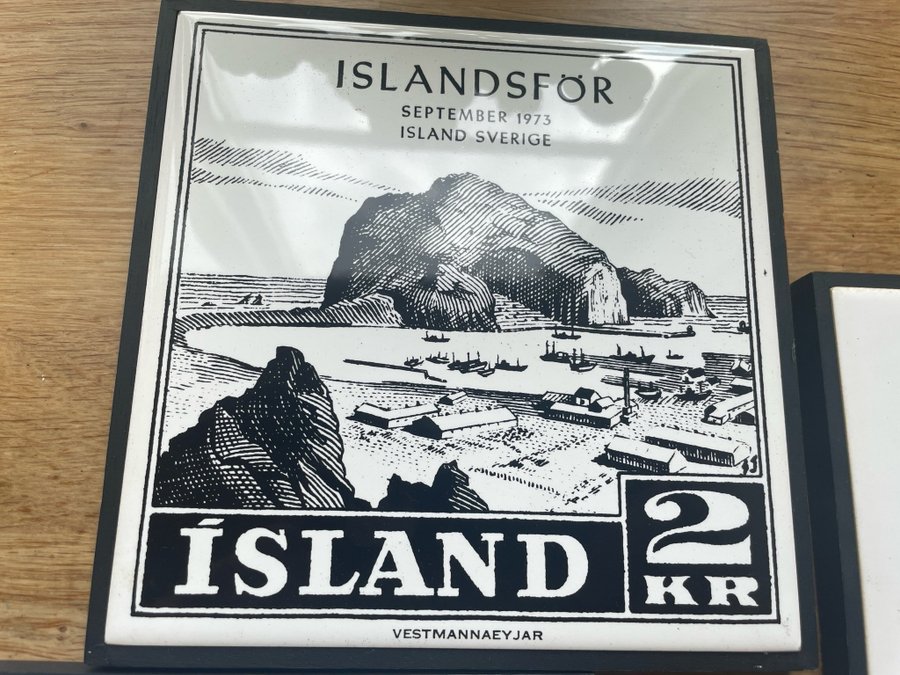 ISLANDSFÖR
SEPTEMBER 1973
ISLAND SVERIGE
ÍSLAND
2
KR
VESTMANNAEYJAR